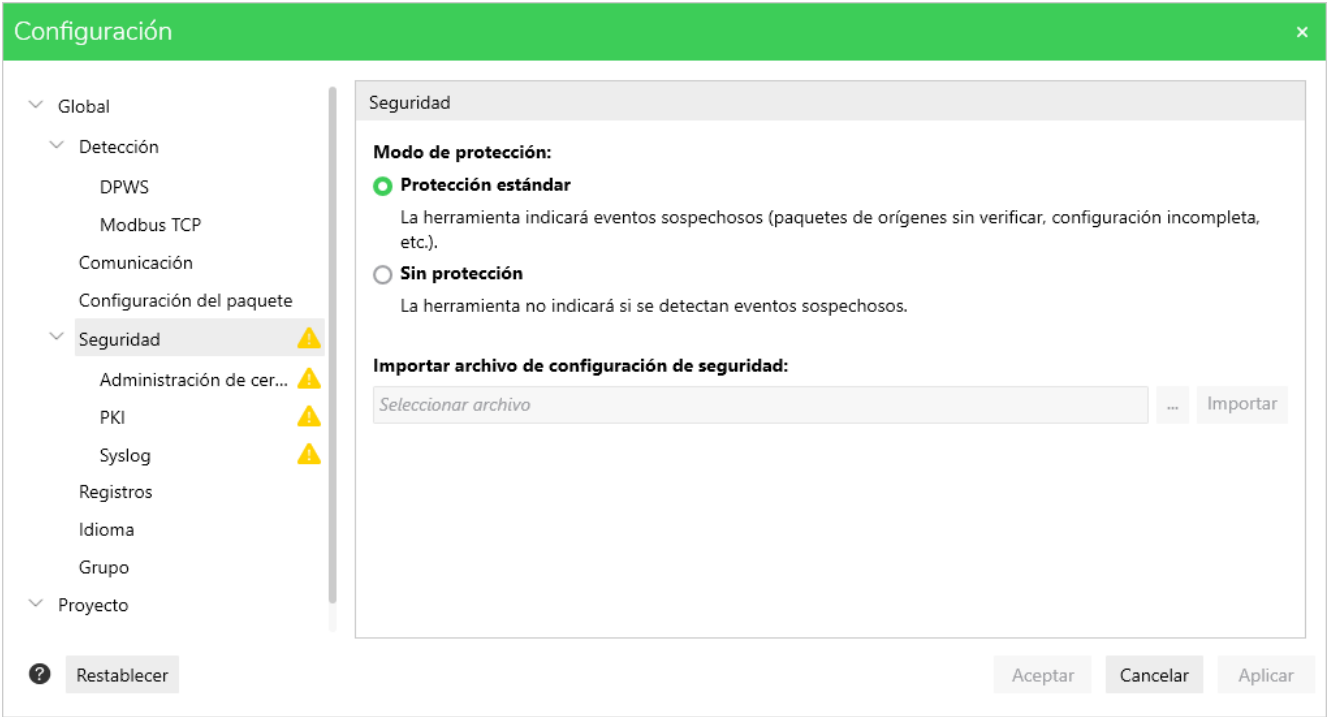 Configuración
Global
Detección
DPWS
Modbus TCP
Comunicación
Configuración del paquete
Seguridad
Administración de cer...
PKI
Syslog
Registros
Idioma
Grupo
Proyecto
Seguridad
Modo de protección:
Protección estándar
La herramienta indicará eventos sospechosos (paquetes de orígenes sin verificar, configuración incompleta,
etc.).
Sin protección
La herramienta no indicará si se detectan eventos sospechosos.
Importar archivo de configuración de seguridad:
Seleccionar archivo ... Importar
? Restablecer Aceptar Cancelar Aplicar